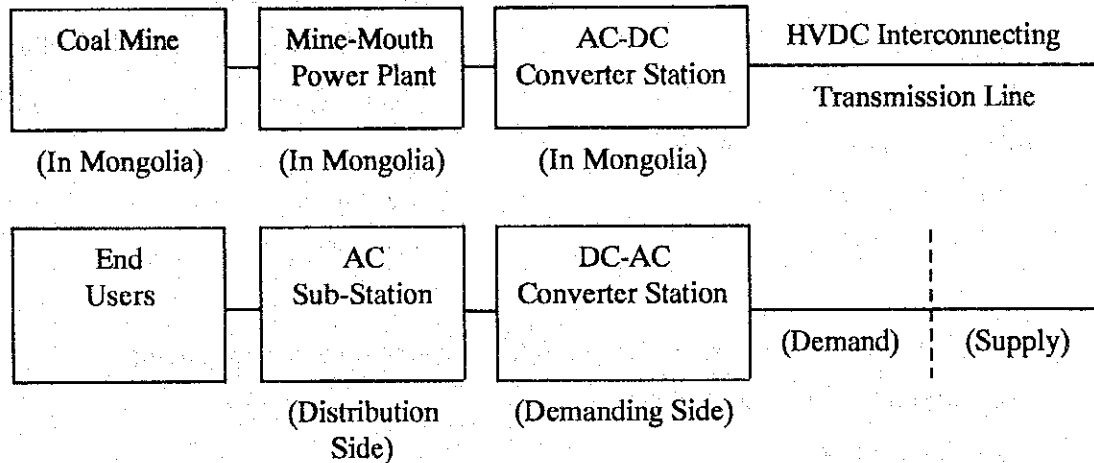 Coal Mine
Mine-Mouth
Power Plant
AC-DC
Converter Station
HVDC Interconnecting
Transmission Line
(In Mongolia)
(In Mongolia)
(In Mongolia)
End
Users
AC
Sub-Station
DC-AC
Converter Station
(Demand)
(Supply)
(Distribution
Side)
(Demanding Side)